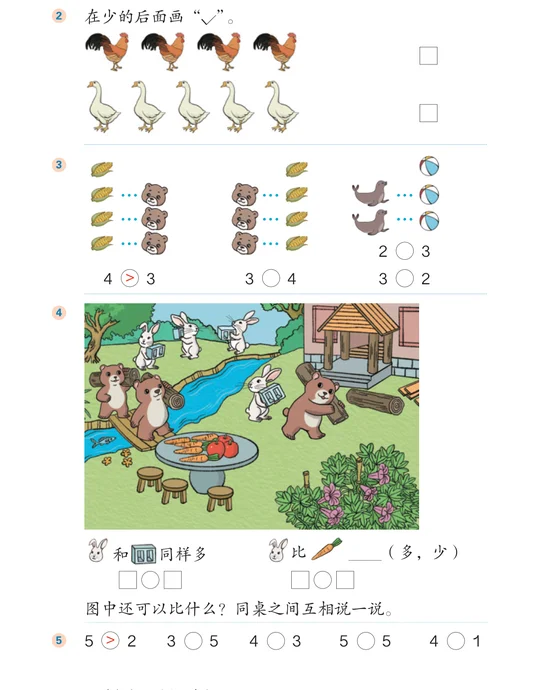 2 在少的后面画“✓”。
3
2 ○ 3
4 > 3 3 ○ 4 3 ○ 2
4
和 同样多 比 ____（多，少）
□○□ □○□
图中还可以比什么？同桌之间互相说一说。
5 5 > 2 3 ○ 5 4 ○ 3 5 ○ 5 4 ○ 1